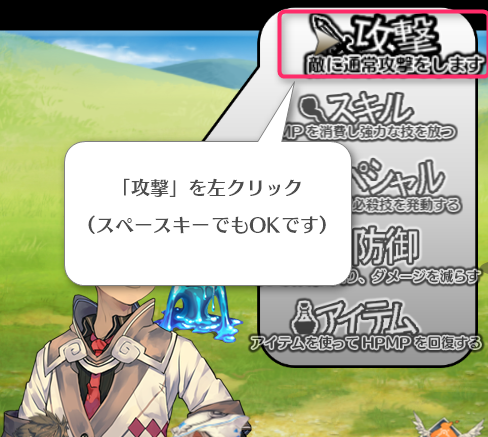 攻撃
敵に通常攻撃をします
スキル
MPを消費し強力な技を放つ
「攻撃」を左クリック
（スペースキーでもOKです）
ペシャル
必殺技を発動する
防御
、ダメージを減らす
アイテム
アイテムを使ってHPMPを回復する